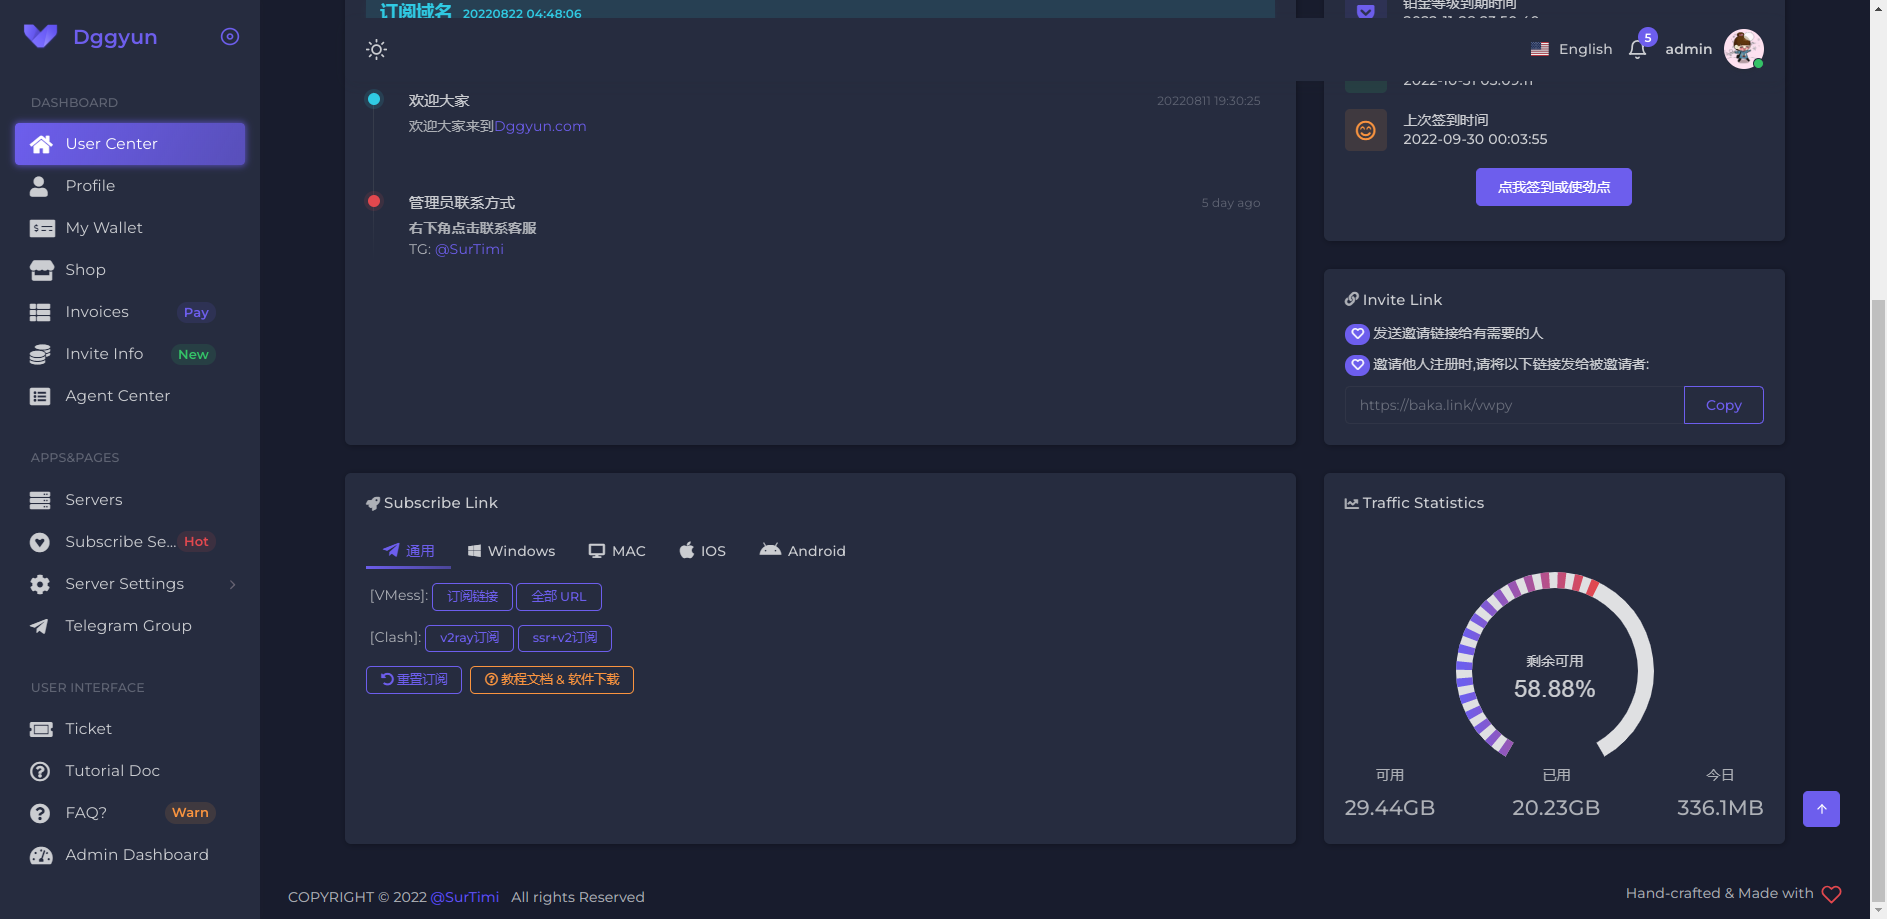 Dggyun
DASHBOARD
User Center
Profile
My Wallet
Shop
Invoices Pay
Invite Info New
Agent Center
APPS&PAGES
Servers
Subscribe Se... Hot
Server Settings
Telegram Group
USER INTERFACE
Ticket
Tutorial Doc
FAQ? Warn
Admin Dashboard
订阅域名 20220822 04:48:06
English 5 admin
欢迎大家 20220811 19:30:25
欢迎大家来到Dggyun.com
管理员联系方式 5 day ago
右下角点击联系客服
TG: @SurTimi
铂金等级到期时间
上次签到时间
2022-09-30 00:03:55
点我签到或使劲点
Invite Link
发送邀请链接给有需要的人
邀请他人注册时,请将以下链接发给被邀请者:
https://baka.link/vwpy Copy
Subscribe Link
通用 Windows MAC IOS Android
[VMess]: 订阅链接 全部 URL
[Clash]: v2ray订阅 ssr+v2订阅
重置订阅 教程文档 & 软件下载
Traffic Statistics
剩余可用
58.88%
可用 已用 今日
29.44GB 20.23GB 336.1MB
COPYRIGHT © 2022 @SurTimi All rights Reserved
Hand-crafted & Made with